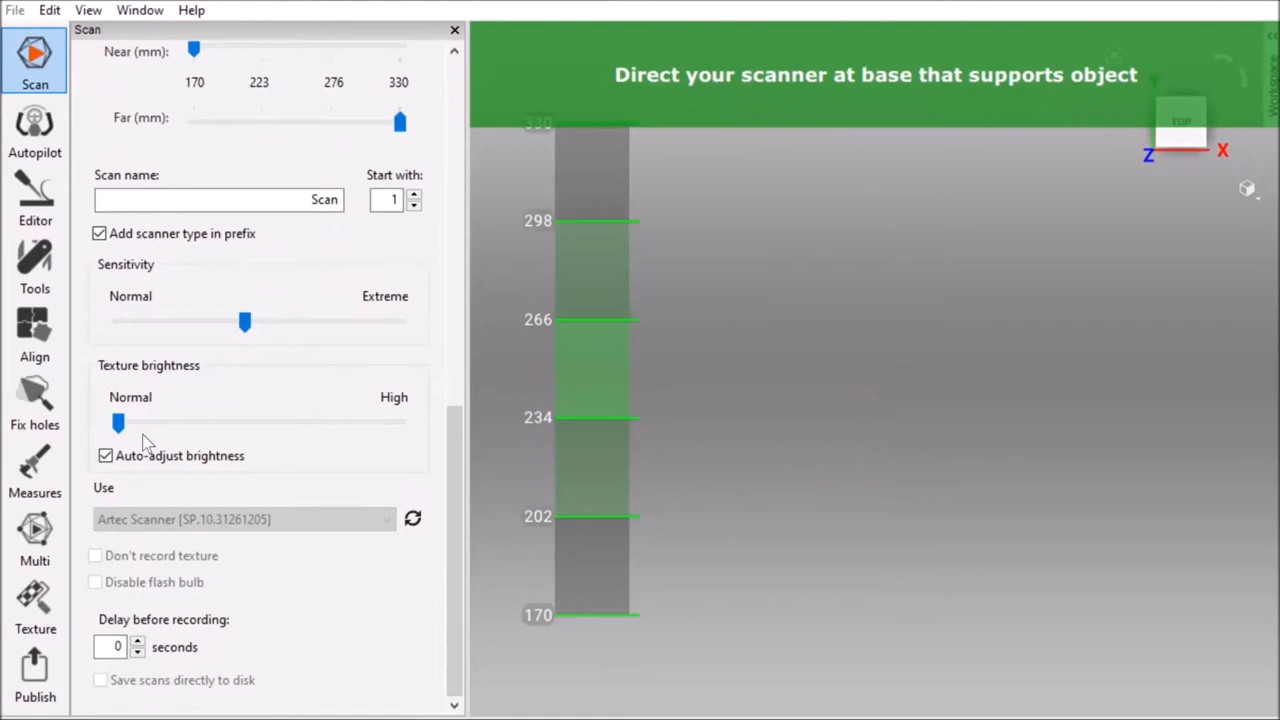 File Edit View Window Help
Scan
Scan
Autopilot
Editor
Tools
Align
Fix holes
Measures
Multi
Texture
Publish
Near (mm):
170 223 276 330
Far (mm):
Scan name: Start with:
Scan 1
Add scanner type in prefix
Sensitivity
Normal Extreme
Texture brightness
Normal High
Auto-adjust brightness
Use
Artec Scanner [SP.10.31261205]
Don't record texture
Disable flash bulb
Delay before recording:
0 seconds
Save scans directly to disk
Direct your scanner at base that supports object
Y
TOP
Z X
Workspace
330
298
266
234
202
170